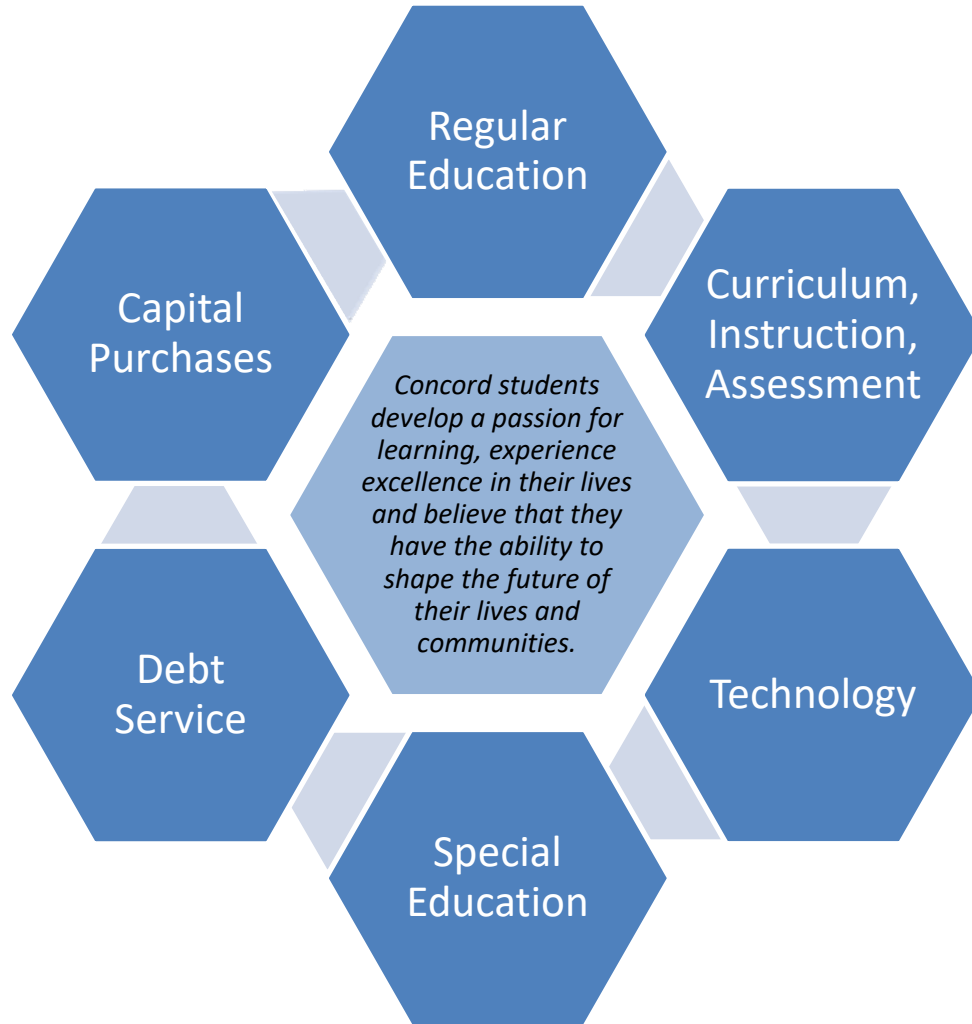 Regular
Education
Curriculum,
Instruction,
Assessment
Technology
Special
Education
Debt
Service
Capital
Purchases
Concord students
develop a passion for
learning, experience
excellence in their lives
and believe that they
have the ability to
shape the future of
their lives and
communities.